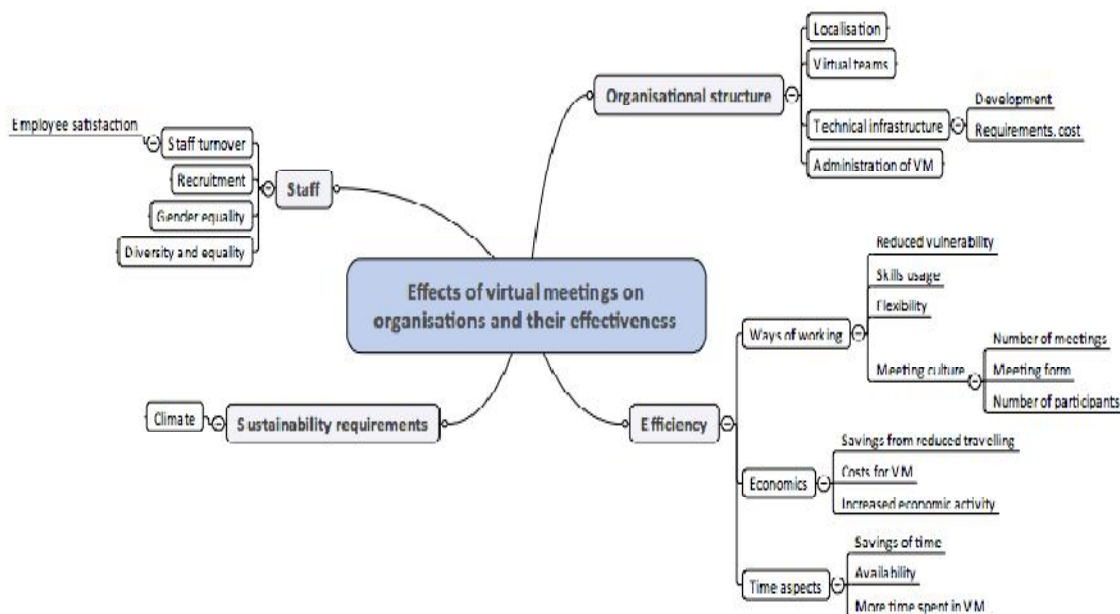 Effects of virtual meetings on
organisations and their effectiveness
Organisational structure
Localisation
Virtual teams
Technical infrastructure
Development
Requirements, cost
Administration of VM
Staff
Staff turnover
Employee satisfaction
Recruitment
Gender equality
Diversity and equality
Sustainability requirements
Climate
Efficiency
Ways of working
Reduced vulnerability
Skills usage
Flexibility
Meeting culture
Number of meetings
Meeting form
Number of participants
Economics
Savings from reduced travelling
Costs for VM
Increased economic activity
Time aspects
Savings of time
Availability
More time spent in VM